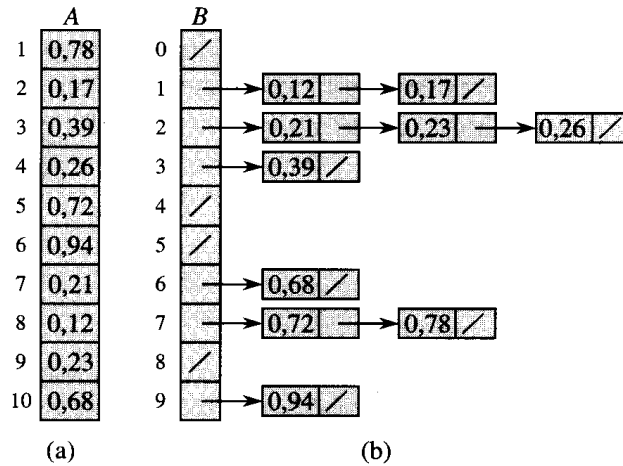 A B
1 0,78 0
2 0,17 1 0,12 0,17
3 0,39 2 0,21 0,23 0,26
4 0,26 3 0,39
5 0,72 4
6 0,94 5
7 0,21 6 0,68
8 0,12 7 0,72 0,78
9 0,23 8
10 0,68 9 0,94
(a) (b)